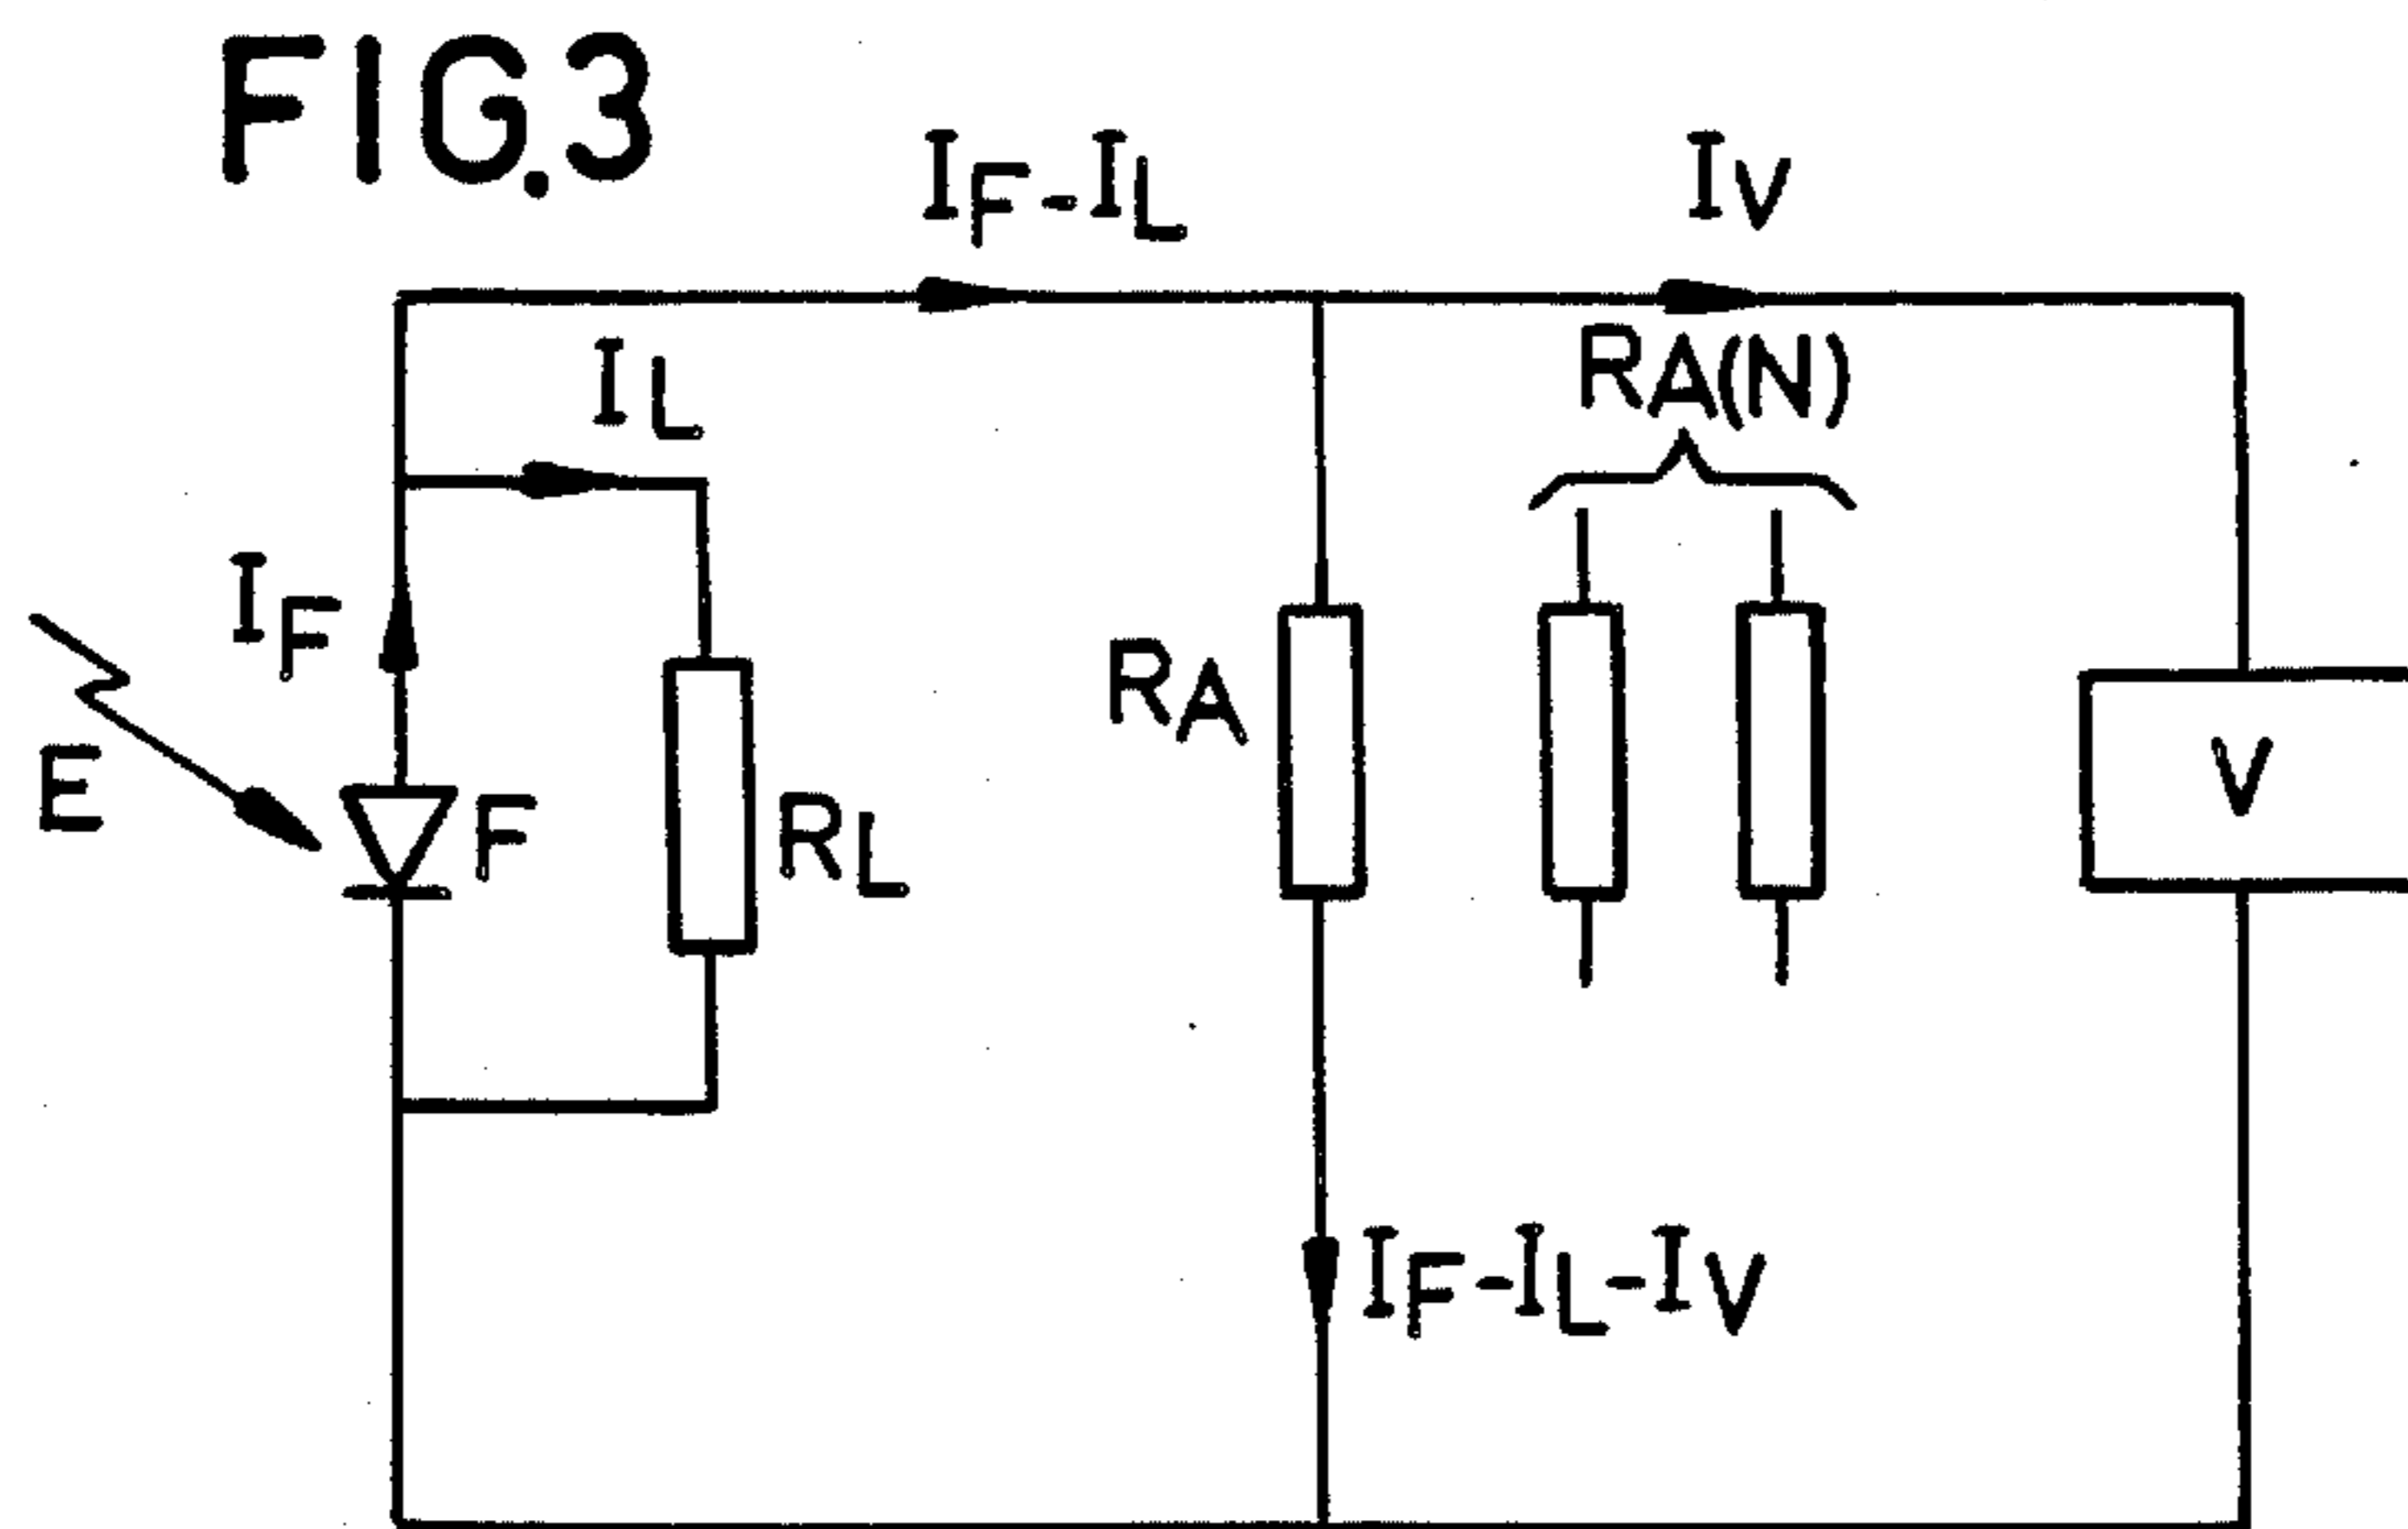 FIG.3
IF-IL
IV
IL
RA(N)
IF
RA
E
F
RL
V
IF-IL-IV